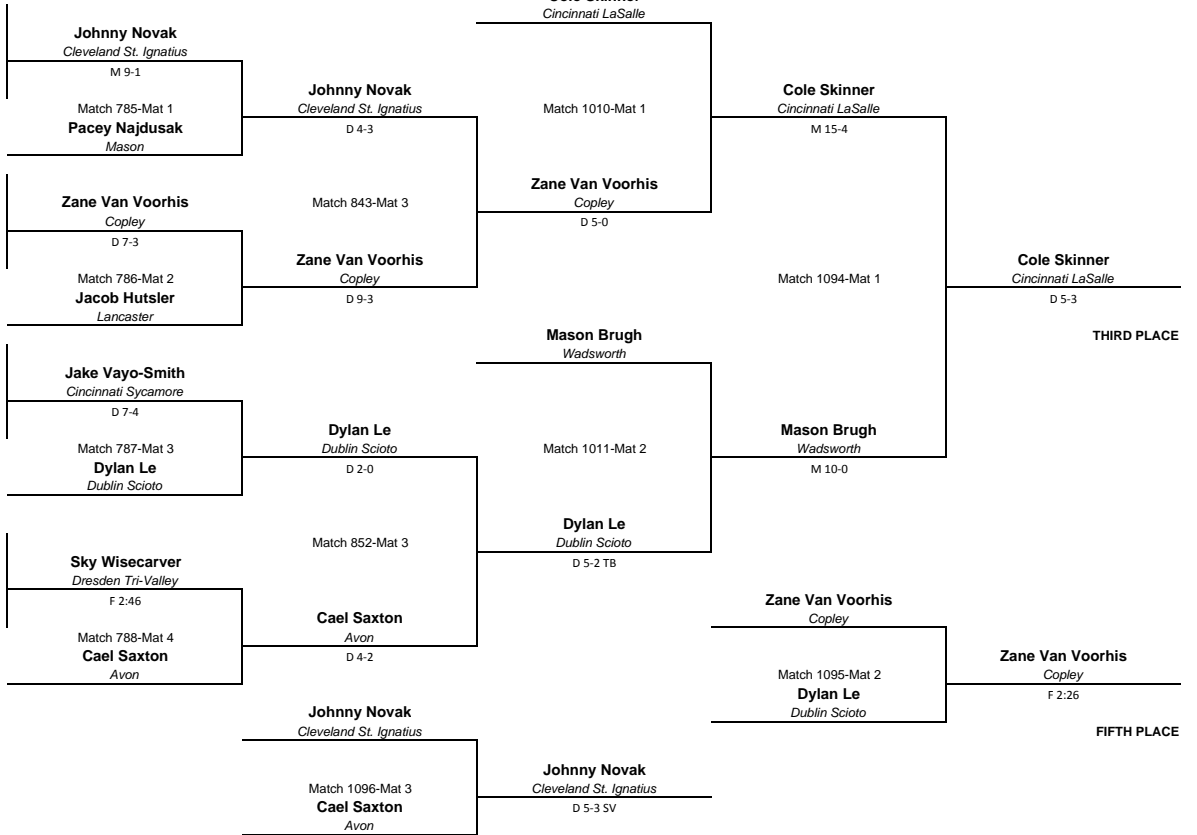 Cole Skinner
Cincinnati LaSalle
Johnny Novak
Cleveland St. Ignatius
M 9-1
Match 785-Mat 1
Pacey Najdusak
Mason
Johnny Novak
Cleveland St. Ignatius
D 4-3
Match 1010-Mat 1
Cole Skinner
Cincinnati LaSalle
M 15-4
Zane Van Voorhis
Copley
D 7-3
Match 786-Mat 2
Jacob Hutsler
Lancaster
Match 843-Mat 3
Zane Van Voorhis
Copley
D 5-0
Zane Van Voorhis
Copley
D 9-3
Match 1094-Mat 1
Cole Skinner
Cincinnati LaSalle
D 5-3
THIRD PLACE
Mason Brugh
Wadsworth
Jake Vayo-Smith
Cincinnati Sycamore
D 7-4
Match 787-Mat 3
Dylan Le
Dublin Scioto
Dylan Le
Dublin Scioto
D 2-0
Match 1011-Mat 2
Mason Brugh
Wadsworth
M 10-0
Match 852-Mat 3
Dylan Le
Dublin Scioto
D 5-2 TB
Sky Wisecarver
Dresden Tri-Valley
F 2:46
Match 788-Mat 4
Cael Saxton
Avon
Cael Saxton
Avon
D 4-2
Zane Van Voorhis
Copley
Match 1095-Mat 2
Dylan Le
Dublin Scioto
Zane Van Voorhis
Copley
F 2:26
FIFTH PLACE
Johnny Novak
Cleveland St. Ignatius
Match 1096-Mat 3
Cael Saxton
Avon
Johnny Novak
Cleveland St. Ignatius
D 5-3 SV